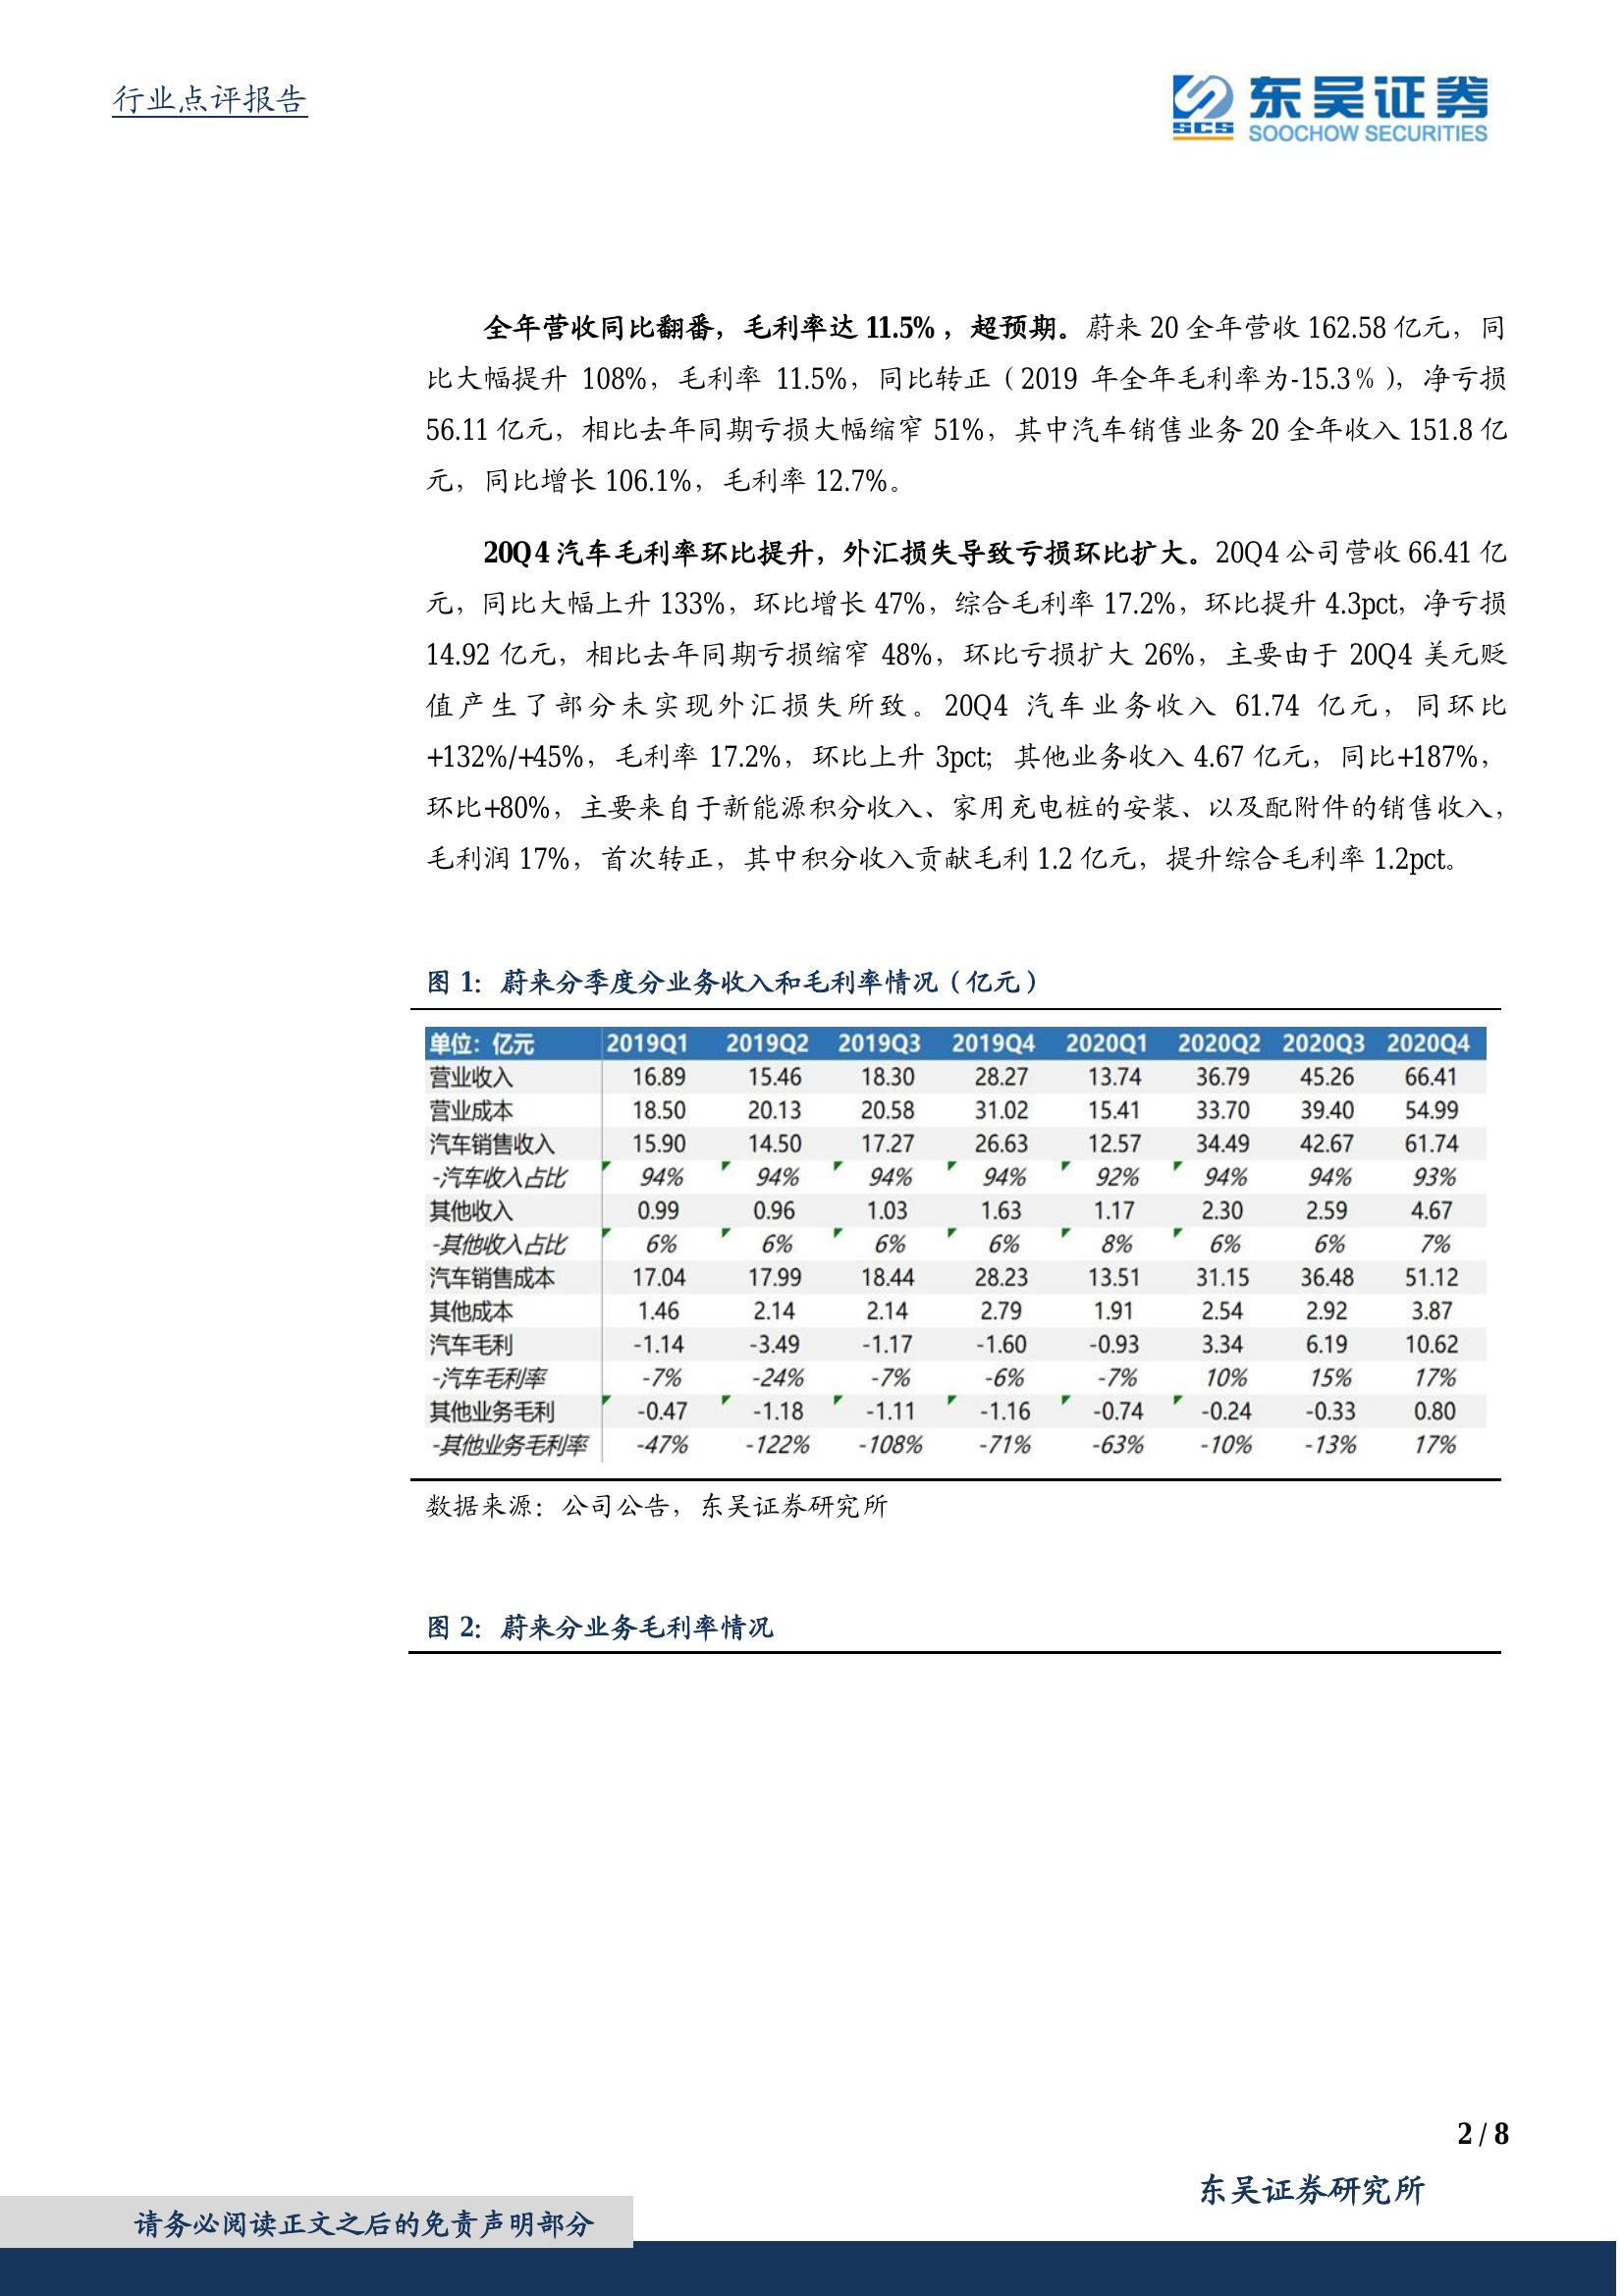 行业点评报告
东吴证券
SCS
SOOCHOW SECURITIES
全年营收同比翻番，毛利率达 11.5%，超预期。蔚来 20 全年营收 162.58 亿元，同
比大幅提升 108%，毛利率 11.5%，同比转正（2019 年全年毛利率为-15.3%），净亏损
56.11 亿元，相比去年同期亏损大幅缩窄 51%，其中汽车销售业务 20 全年收入 151.8 亿
元，同比增长 106.1%，毛利率 12.7%。
20Q4 汽车毛利率环比提升，外汇损失导致亏损环比扩大。20Q4 公司营收 66.41 亿
元，同比大幅上升 133%，环比增长 47%，综合毛利率 17.2%，环比提升 4.3pct，净亏损
14.92 亿元，相比去年同期亏损缩窄 48%，环比亏损扩大 26%，主要由于 20Q4 美元贬
值产生了部分未实现外汇损失所致。20Q4 汽车业务收入 61.74 亿元，同环比
+132%/+45%，毛利率 17.2%，环比上升 3pct；其他业务收入 4.67 亿元，同比+187%，
环比+80%，主要来自于新能源积分收入、家用充电桩的安装、以及配附件的销售收入，
毛利润 17%，首次转正，其中积分收入贡献毛利 1.2 亿元，提升综合毛利率 1.2pct。
图 1：蔚来分季度分业务收入和毛利率情况（亿元）
单位：亿元 2019Q1 2019Q2 2019Q3 2019Q4 2020Q1 2020Q2 2020Q3 2020Q4
营业收入 16.89 15.46 18.30 28.27 13.74 36.79 45.26 66.41
营业成本 18.50 20.13 20.58 31.02 15.41 33.70 39.40 54.99
汽车销售收入 15.90 14.50 17.27 26.63 12.57 34.49 42.67 61.74
-汽车收入占比 94% 94% 94% 94% 92% 94% 94% 93%
其他收入 0.99 0.96 1.03 1.63 1.17 2.30 2.59 4.67
-其他收入占比 6% 6% 6% 6% 8% 6% 6% 7%
汽车销售成本 17.04 17.99 18.44 28.23 13.51 31.15 36.48 51.12
其他成本 1.46 2.14 2.14 2.79 1.91 2.54 2.92 3.87
汽车毛利 -1.14 -3.49 -1.17 -1.60 -0.93 3.34 6.19 10.62
-汽车毛利率 -7% -24% -7% -6% -7% 10% 15% 17%
其他业务毛利 -0.47 -1.18 -1.11 -1.16 -0.74 -0.24 -0.33 0.80
-其他业务毛利率 -47% -122% -108% -71% -63% -10% -13% 17%
数据来源：公司公告，东吴证券研究所
图 2：蔚来分业务毛利率情况
2 / 8
东吴证券研究所
请务必阅读正文之后的免责声明部分